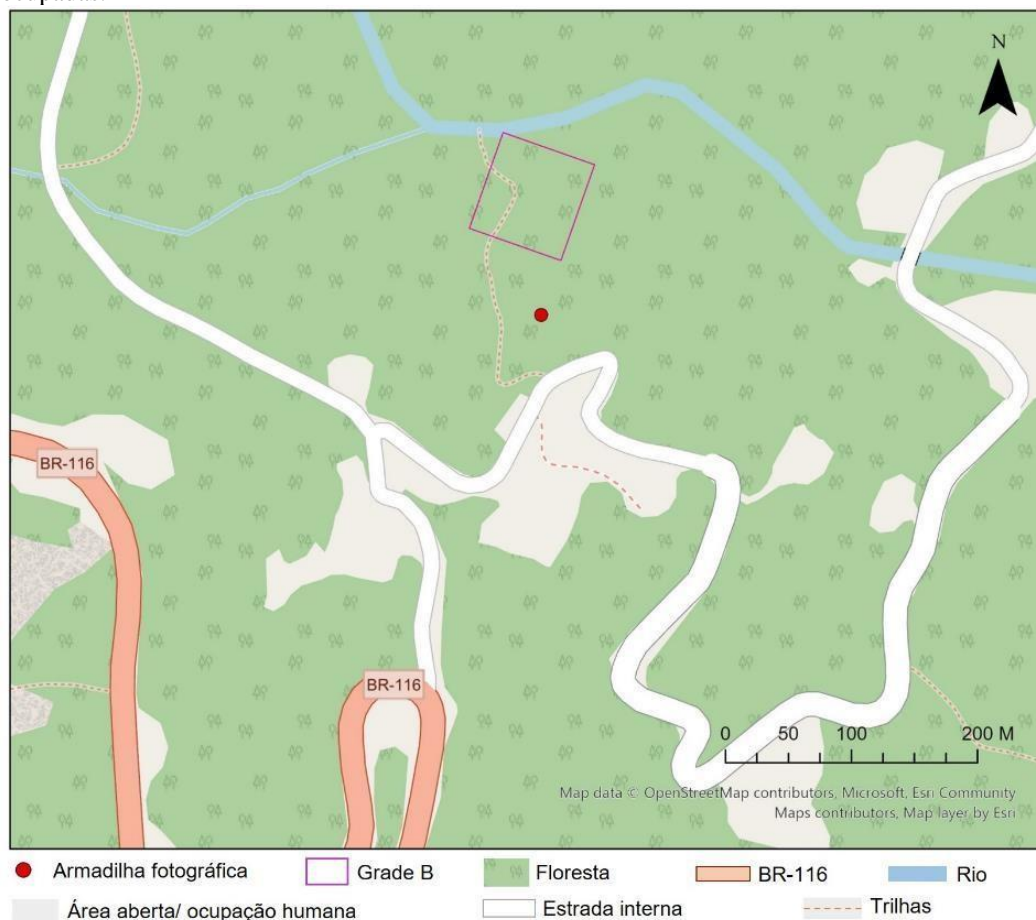 N
BR-116
BR-116
0 50 100 200 M
Map data © OpenStreetMap contributors, Microsoft, Esri Community
Maps contributors, Map layer by Esri
Armadilha fotográfica Grade B Floresta BR-116 Rio
Área aberta/ ocupação humana Estrada interna Trilhas